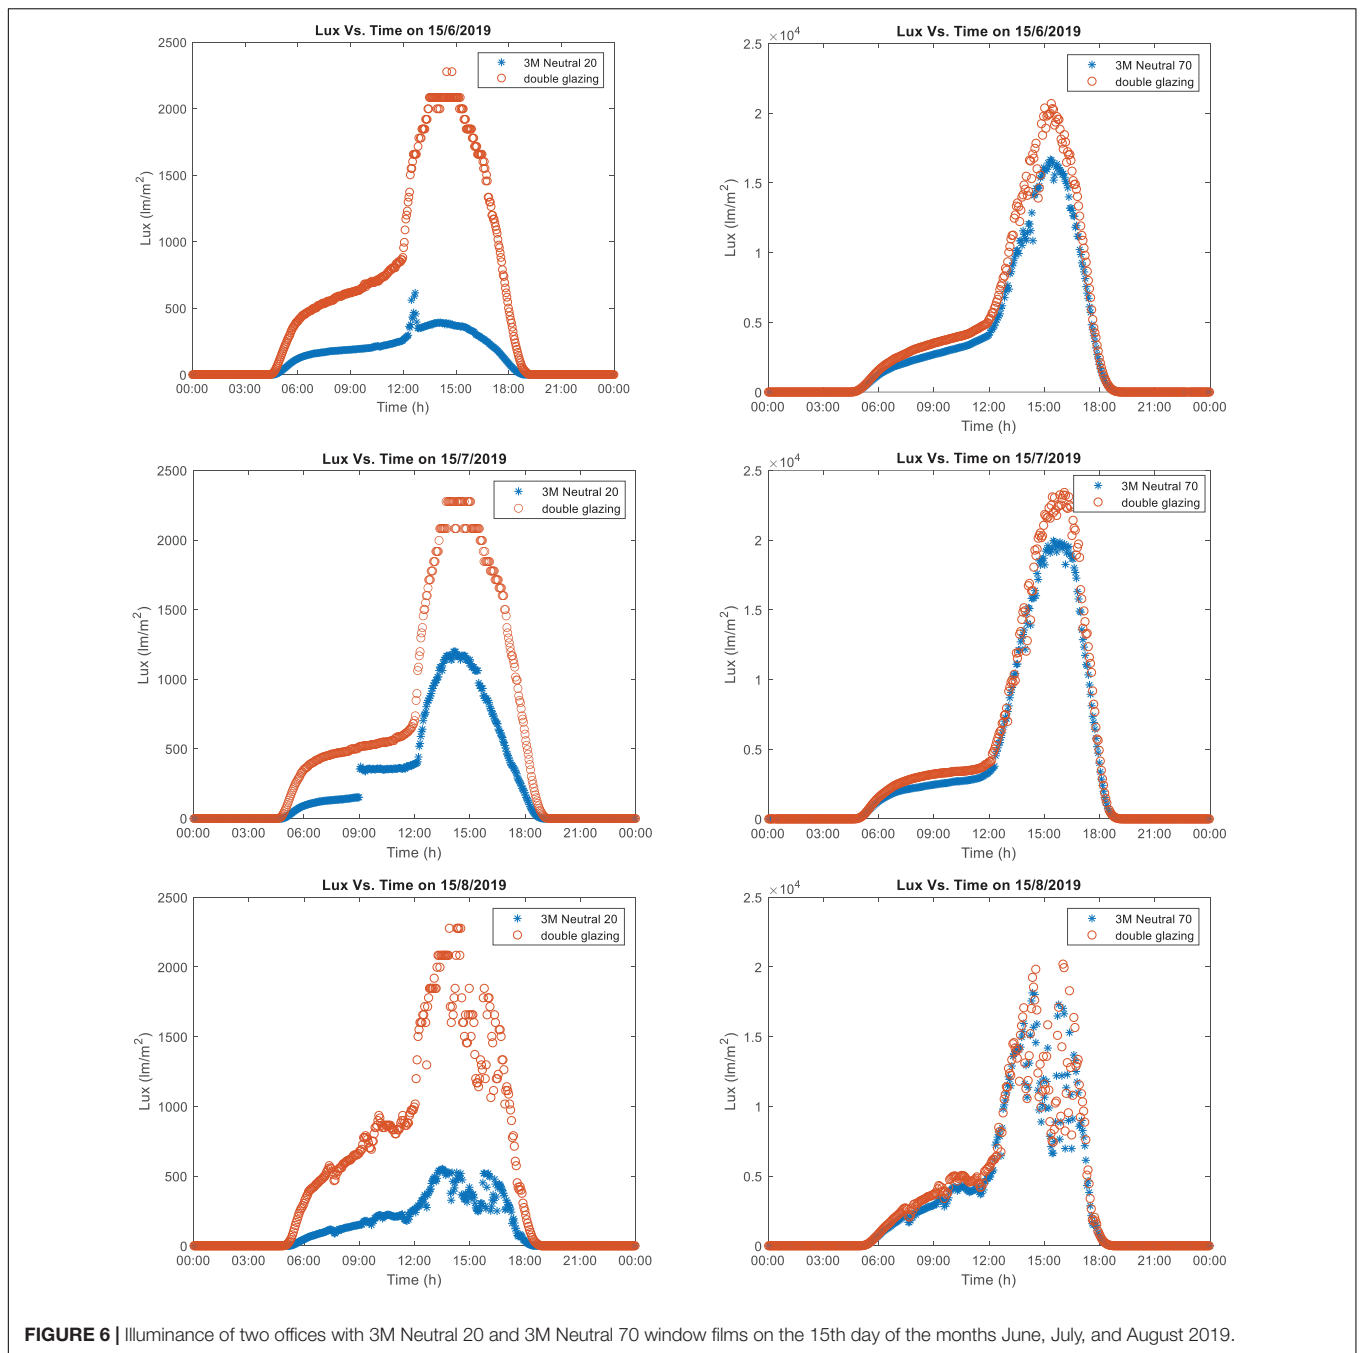 Lux Vs. Time on 15/6/2019
2500
2000
1500
1000
500
0
Lux (lm/m²)
3M Neutral 20
double glazing
00:00 03:00 06:00 09:00 12:00 15:00 18:00 21:00 00:00
Time (h)
Lux Vs. Time on 15/6/2019
×10⁴
2.5
2
1.5
1
0.5
0
Lux (lm/m²)
3M Neutral 70
double glazing
00:00 03:00 06:00 09:00 12:00 15:00 18:00 21:00 00:00
Time (h)
Lux Vs. Time on 15/7/2019
2500
2000
1500
1000
500
0
Lux (lm/m²)
3M Neutral 20
double glazing
00:00 03:00 06:00 09:00 12:00 15:00 18:00 21:00 00:00
Time (h)
Lux Vs. Time on 15/7/2019
×10⁴
2.5
2
1.5
1
0.5
0
Lux (lm/m²)
3M Neutral 70
double glazing
00:00 03:00 06:00 09:00 12:00 15:00 18:00 21:00 00:00
Time (h)
Lux Vs. Time on 15/8/2019
2500
2000
1500
1000
500
0
Lux (lm/m²)
3M Neutral 20
double glazing
00:00 03:00 06:00 09:00 12:00 15:00 18:00 21:00 00:00
Time (h)
Lux Vs. Time on 15/8/2019
×10⁴
2.5
2
1.5
1
0.5
0
Lux (lm/m²)
3M Neutral 70
double glazing
00:00 03:00 06:00 09:00 12:00 15:00 18:00 21:00 00:00
Time (h)
FIGURE 6 | Illuminance of two offices with 3M Neutral 20 and 3M Neutral 70 window films on the 15th day of the months June, July, and August 2019.